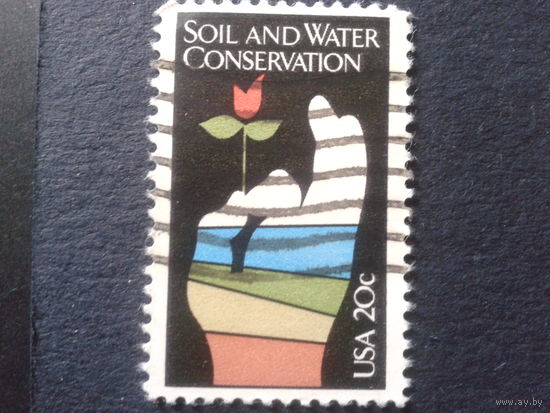 SOIL AND WATER
CONSERVATION
USA 20c
www.ay.by